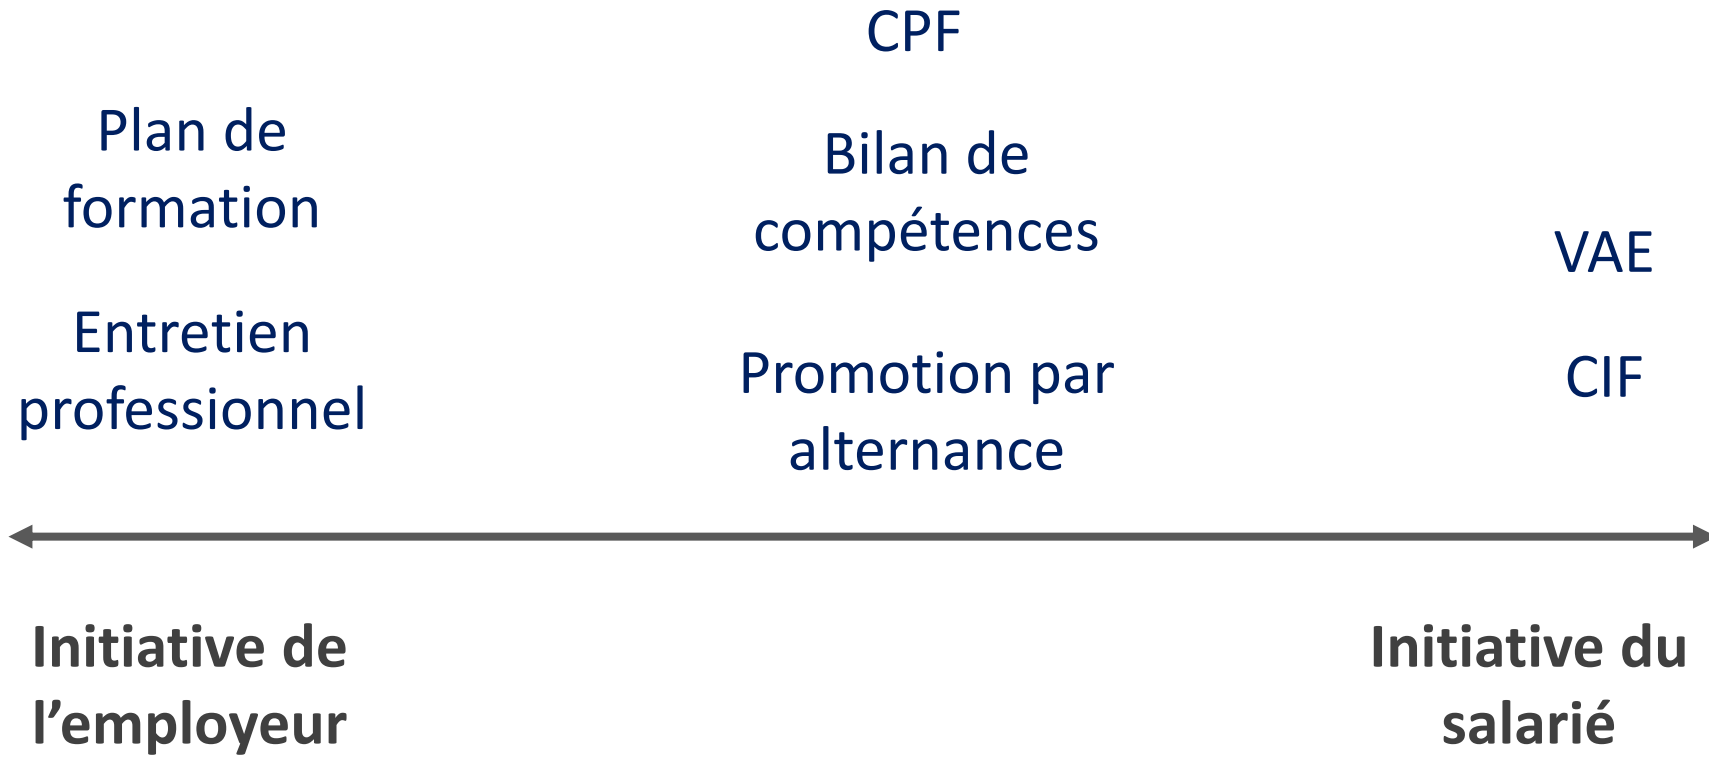 CPF
Plan de
formation
Bilan de
compétences
VAE
Entretien
professionnel
Promotion par
alternance
CIF
Initiative de
l’employeur
Initiative du
salarié